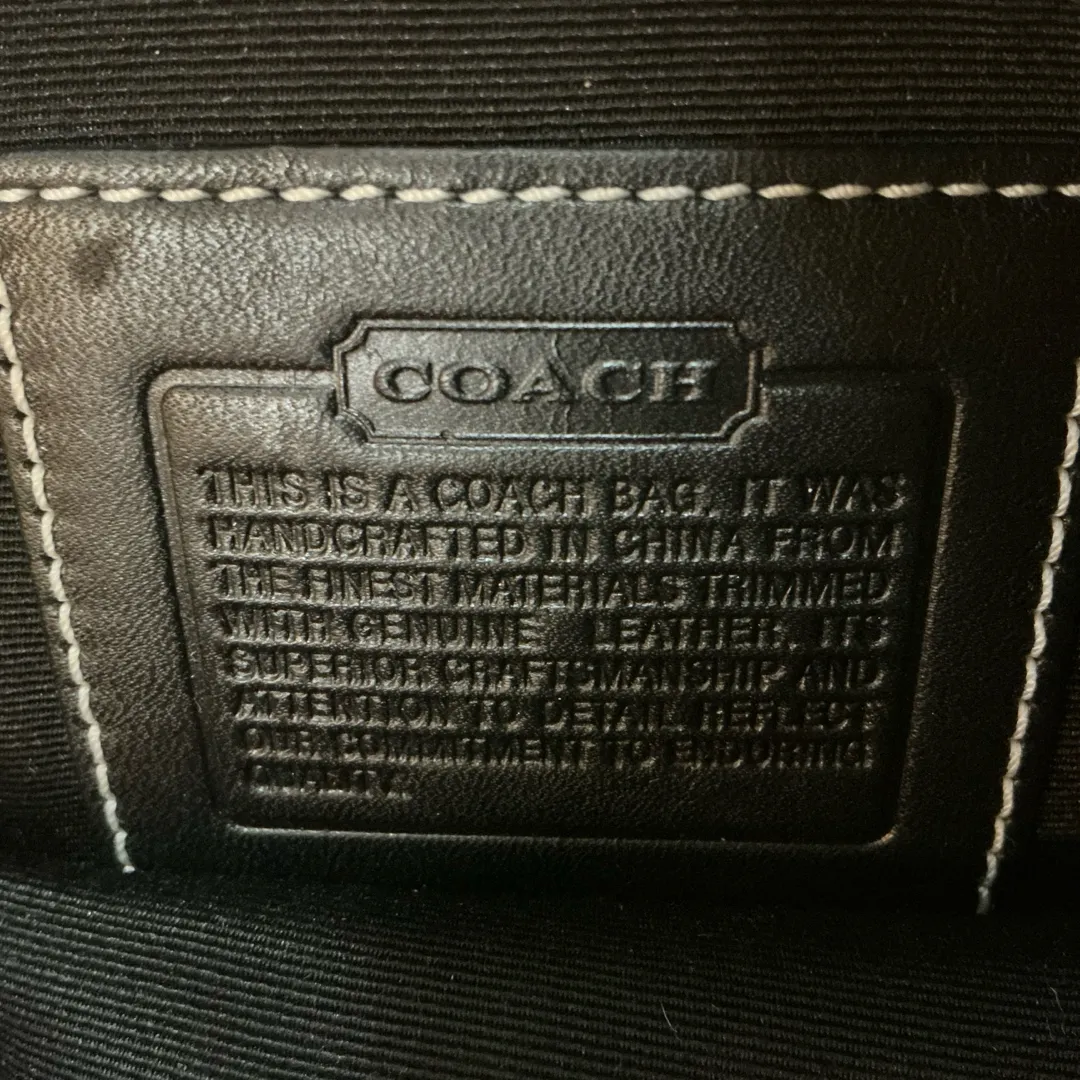 COACH
THIS IS A COACH BAG. IT WAS
HANDCRAFTED IN CHINA FROM
THE FINEST MATERIALS TRIMMED
WITH GENUINE LEATHER. ITS
SUPERIOR CRAFTSMANSHIP AND
ATTENTION TO DETAIL REFLECT
OUR COMMITMENT TO ENDURING
QUALITY.